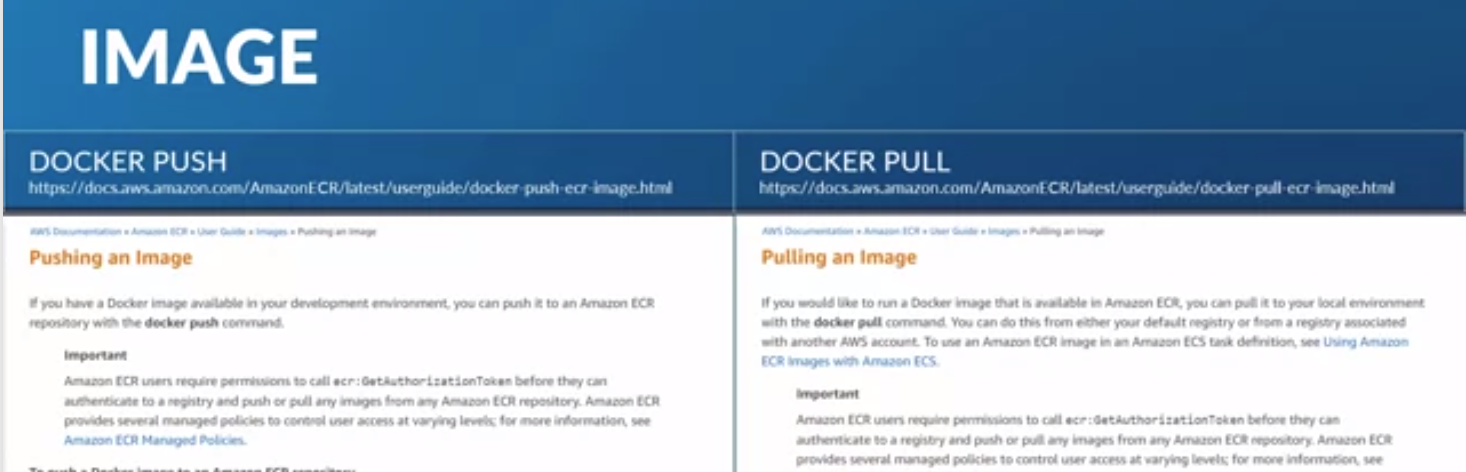 IMAGE
DOCKER PUSH
https://docs.aws.amazon.com/AmazonECR/latest/userguide/docker-push-ecr-image.html
AWS Documentation » Amazon ECR » User Guide » Images » Pushing an Image
Pushing an Image
If you have a Docker image available in your development environment, you can push it to an Amazon ECR
repository with the docker push command.
Important
Amazon ECR users require permissions to call ecr:GetAuthorizationToken before they can
authenticate to a registry and push or pull any images from any Amazon ECR repository. Amazon ECR
provides several managed policies to control user access at varying levels; for more information, see
Amazon ECR Managed Policies.
To push a Docker image to an Amazon ECR repository
DOCKER PULL
https://docs.aws.amazon.com/AmazonECR/latest/userguide/docker-pull-ecr-image.html
AWS Documentation » Amazon ECR » User Guide » Images » Pulling an Image
Pulling an Image
If you would like to run a Docker image that is available in Amazon ECR, you can pull it to your local environment
with the docker pull command. You can do this from either your default registry or from a registry associated
with another AWS account. To use an Amazon ECR image in an Amazon ECS task definition, see Using Amazon
ECR Images with Amazon ECS.
Important
Amazon ECR users require permissions to call ecr:GetAuthorizationToken before they can
authenticate to a registry and push or pull any images from any Amazon ECR repository. Amazon ECR
provides several managed policies to control user access at varying levels; for more information, see